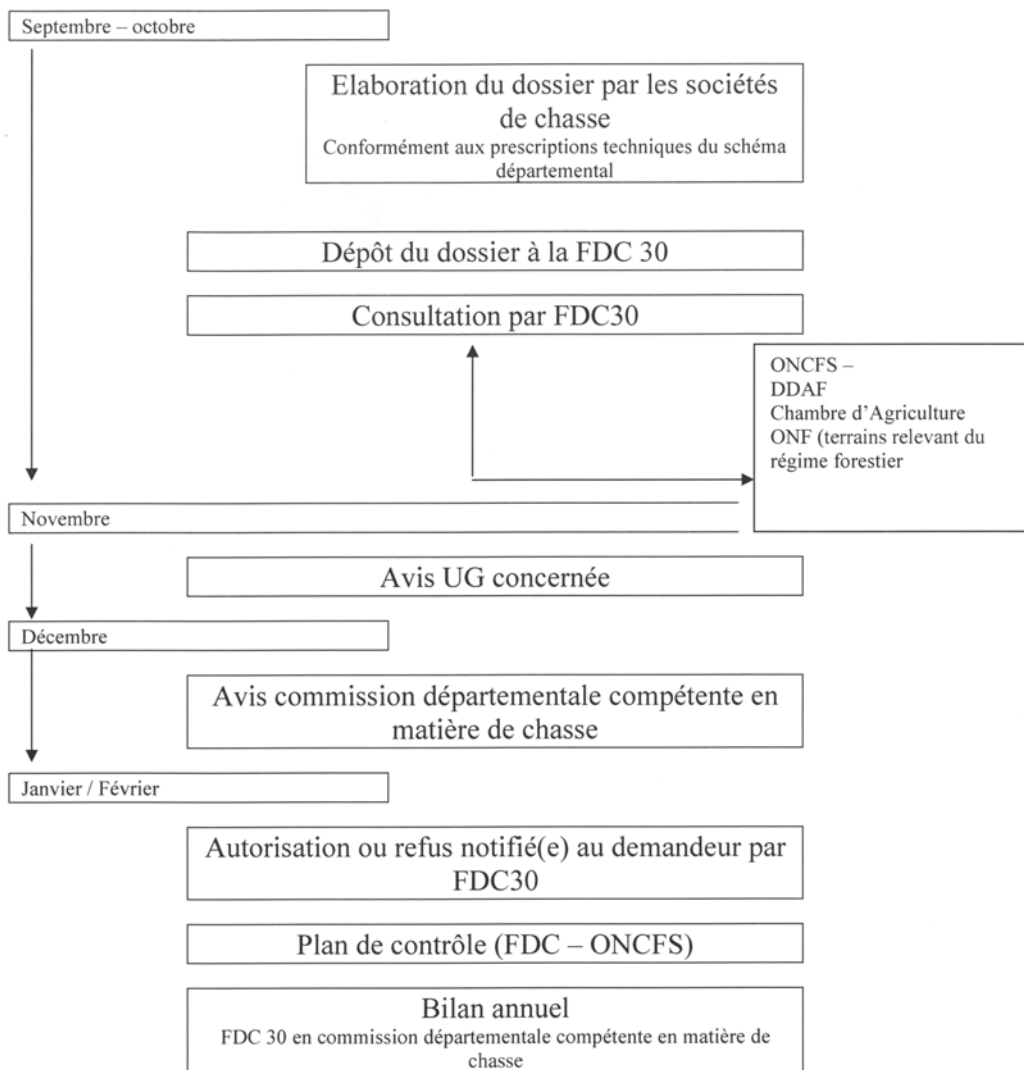 Septembre – octobre
Elaboration du dossier par les sociétés
de chasse
Conformément aux prescriptions techniques du schéma
départemental
Dépôt du dossier à la FDC 30
Consultation par FDC30
ONCFS –
DDAF
Chambre d'Agriculture
ONF (terrains relevant du
régime forestier
Novembre
Avis UG concernée
Décembre
Avis commission départementale compétente en
matière de chasse
Janvier / Février
Autorisation ou refus notifié(e) au demandeur par
FDC30
Plan de contrôle (FDC – ONCFS)
Bilan annuel
FDC 30 en commission départementale compétente en matière de
chasse